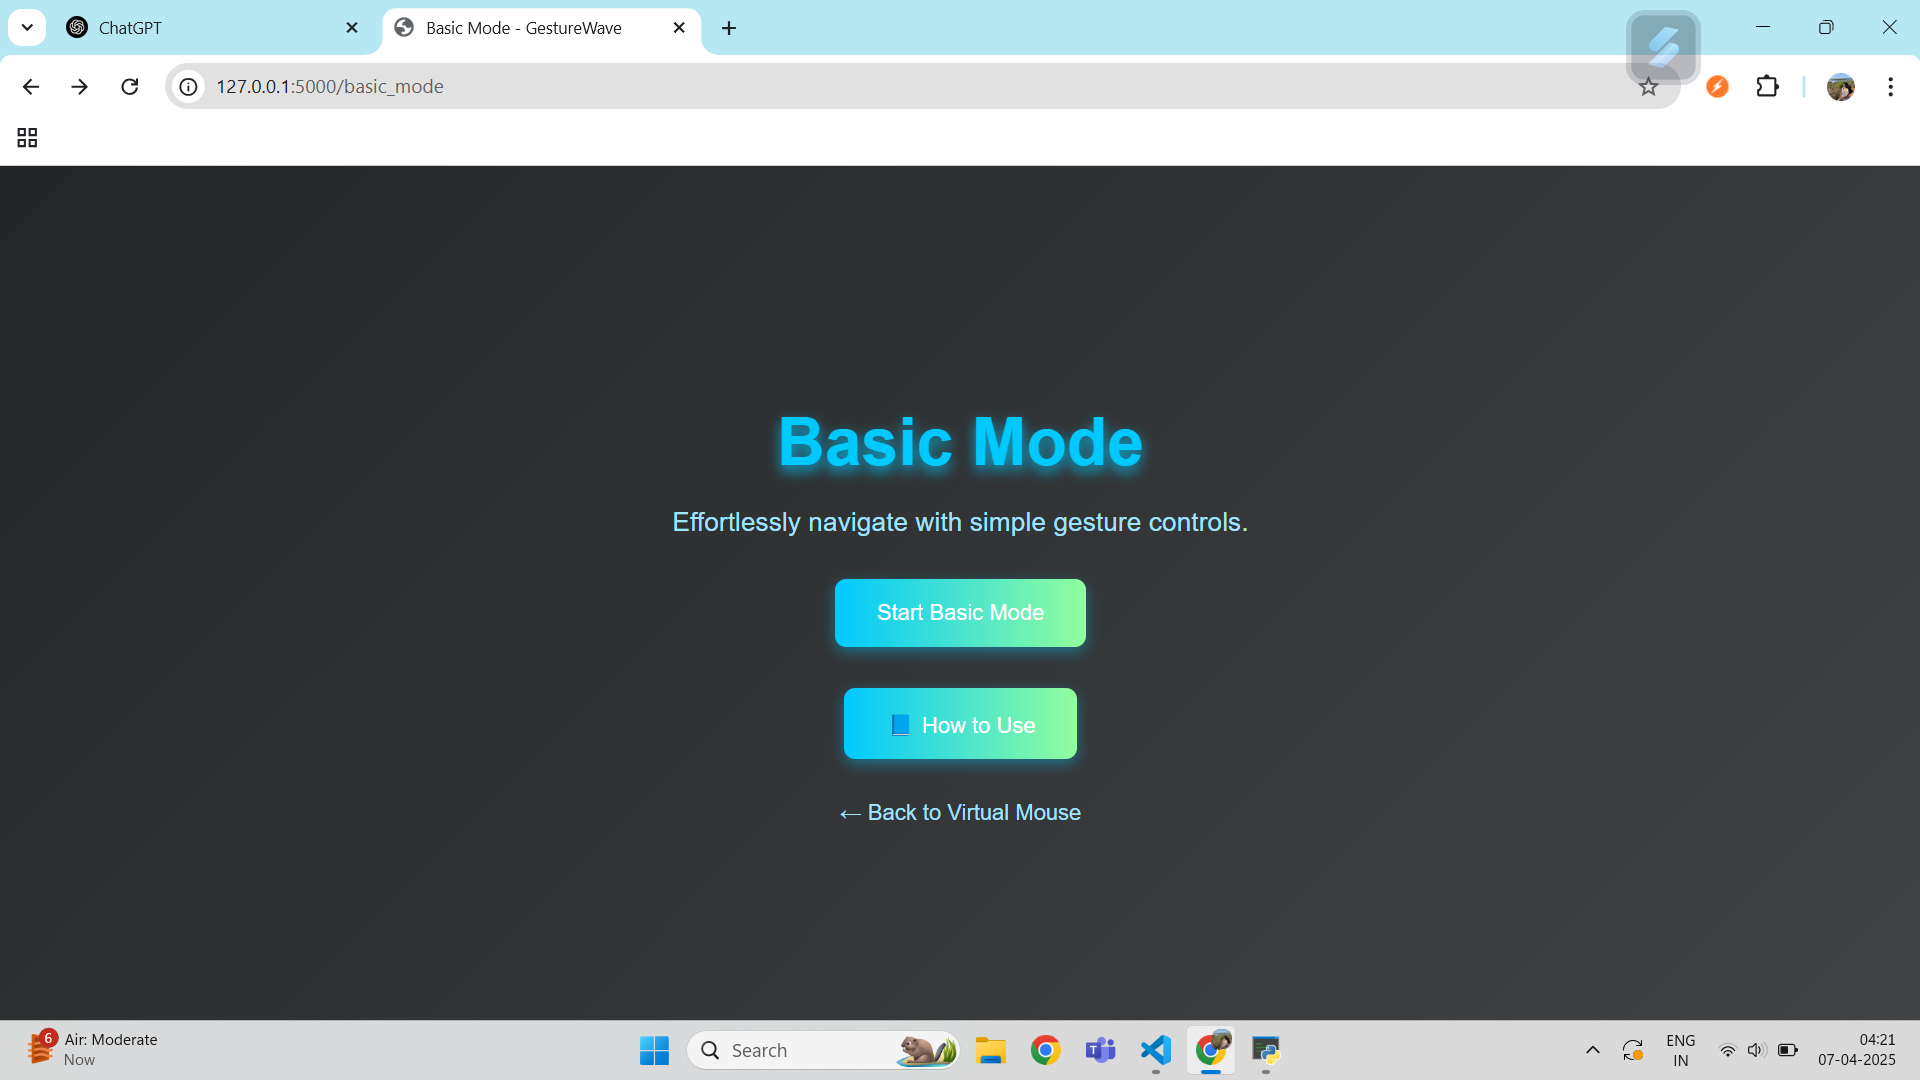 ChatGPT
Basic Mode - GestureWave
127.0.0.1:5000/basic_mode
Basic Mode
Effortlessly navigate with simple gesture controls.
Start Basic Mode
📘 How to Use
← Back to Virtual Mouse
6
Air: Moderate
Now
Search
ENG
IN
04:21
07-04-2025